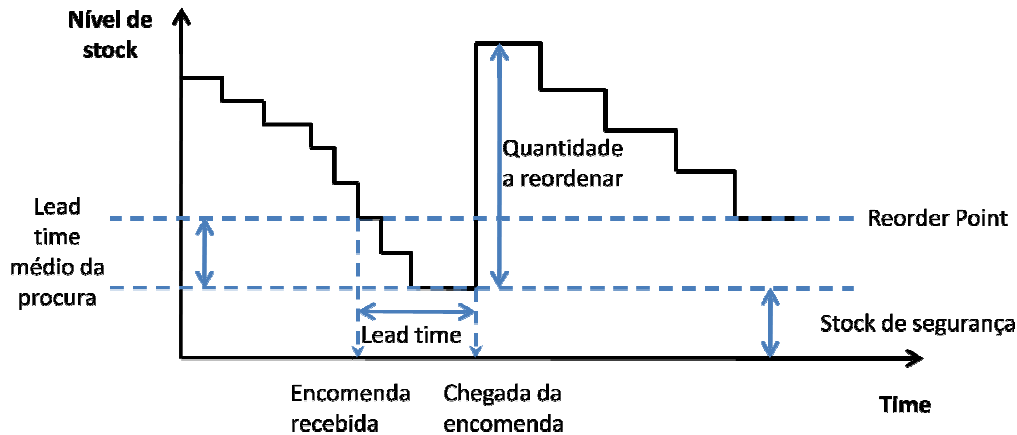 Nível de
stock
Quantidade
a reordenar
Lead
time
médio da
procura
Reorder Point
Lead time
Stock de segurança
Encomenda
recebida
Chegada da
encomenda
Time